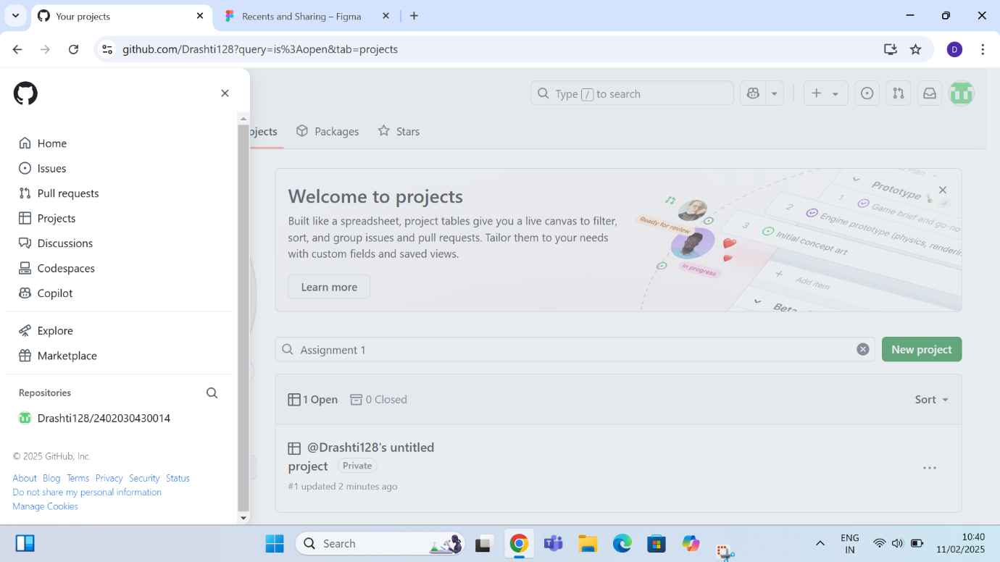 Your projects
Recents and Sharing – Figma
github.com/Drashti128?query=is%3Aopen&tab=projects
D
Type / to search
Home
Issues
Pull requests
Projects
Discussions
Codespaces
Copilot
Explore
Marketplace
Repositories
Drashti128/2402030430014
© 2025 GitHub, Inc.
About Blog Terms Privacy Security Status
Do not share my personal information
Manage Cookies
ojects
Packages
Stars
Welcome to projects
Built like a spreadsheet, project tables give you a live canvas to filter,
sort, and group issues and pull requests. Tailor them to your needs
with custom fields and saved views.
Learn more
Ready for review
In progress
Plan
Prototype
1 Game brief and go-no
2 Engine prototype (physics, renderin
3 Initial concept art
+ Add item
Beta
Assignment 1
New project
1 Open 0 Closed
Sort
@Drashti128's untitled
project Private
#1 updated 2 minutes ago
Search
ENG
IN
10:40
11/02/2025